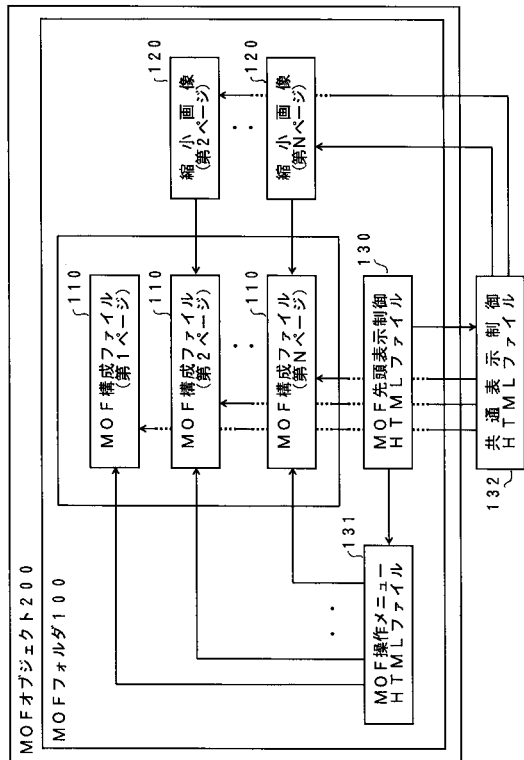 MOFオブジェクト200
MOFフォルダ100
110
MOF構成ファイル
(第1ページ)
110
MOF構成ファイル
(第2ページ)
120
縮小画像
(第2ページ)
110
MOF構成ファイル
(第Nページ)
120
縮小画像
(第Nページ)
131
MOF操作メニュー
HTMLファイル
130
MOF先頭表示制御
HTMLファイル
132
共通表示制御
HTMLファイル